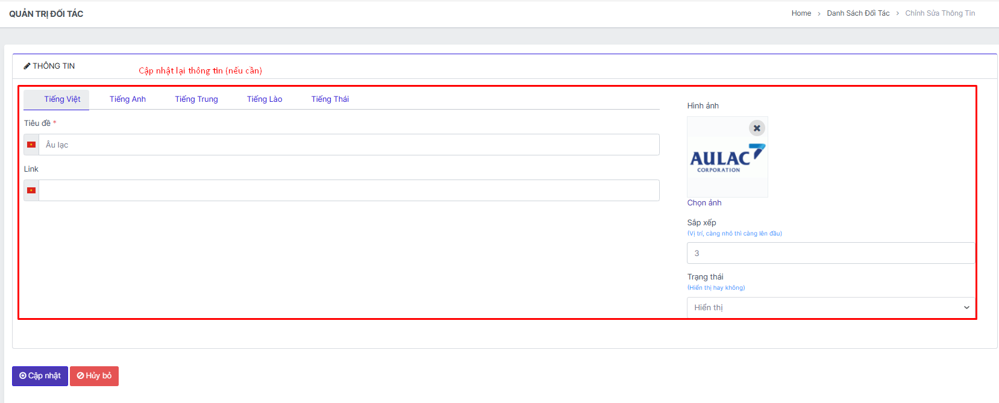 QUẢN TRỊ ĐỐI TÁC
Home > Danh Sách Đối Tác > Chỉnh Sửa Thông Tin
THÔNG TIN
Cập nhật lại thông tin (nếu cần)
Tiếng Việt Tiếng Anh Tiếng Trung Tiếng Lào Tiếng Thái
Tiêu đề *
Âu lạc
Link
Hình ảnh
AULAC
CORPORATION
Chọn ảnh
Sắp xếp
(Vị trí, càng nhỏ thì càng lên đầu)
3
Trạng thái
(Hiển thị hay không)
Hiển thị
Cập nhật Hủy bỏ